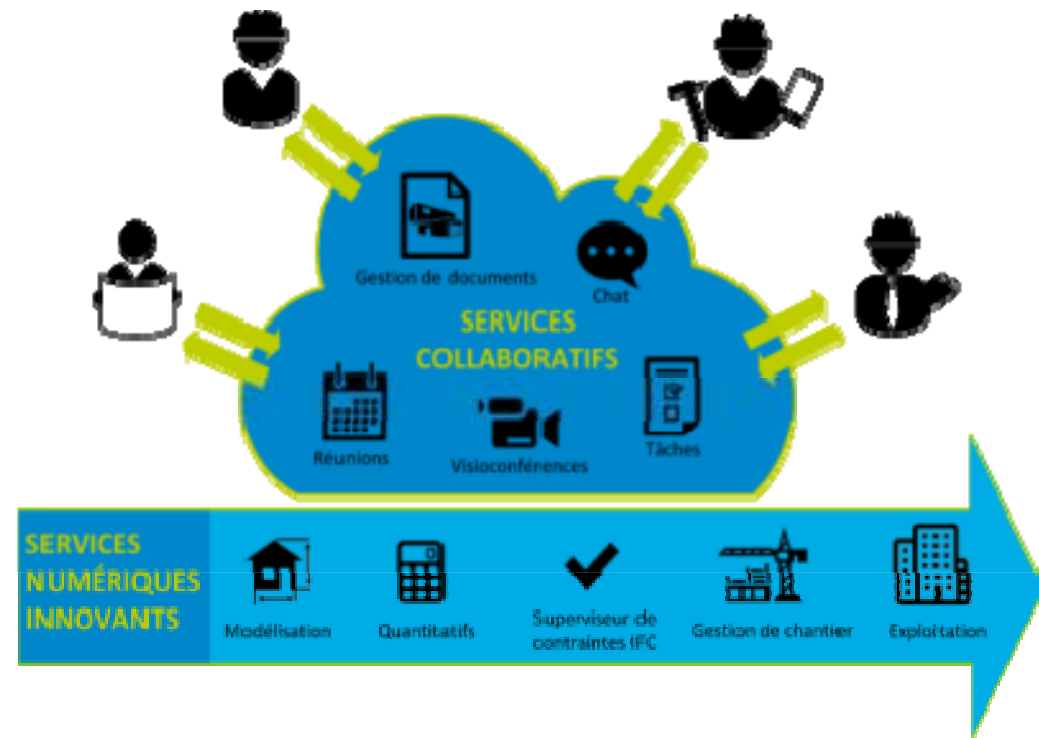 Gestion de documents
Chat
SERVICES
COLLABORATIFS
Réunions
Visioconférences
Tâches
SERVICES
NUMÉRIQUES
INNOVANTS
Modélisation
Quantitatifs
Superviseur de
contraintes IFC
Gestion de chantier
Exploitation